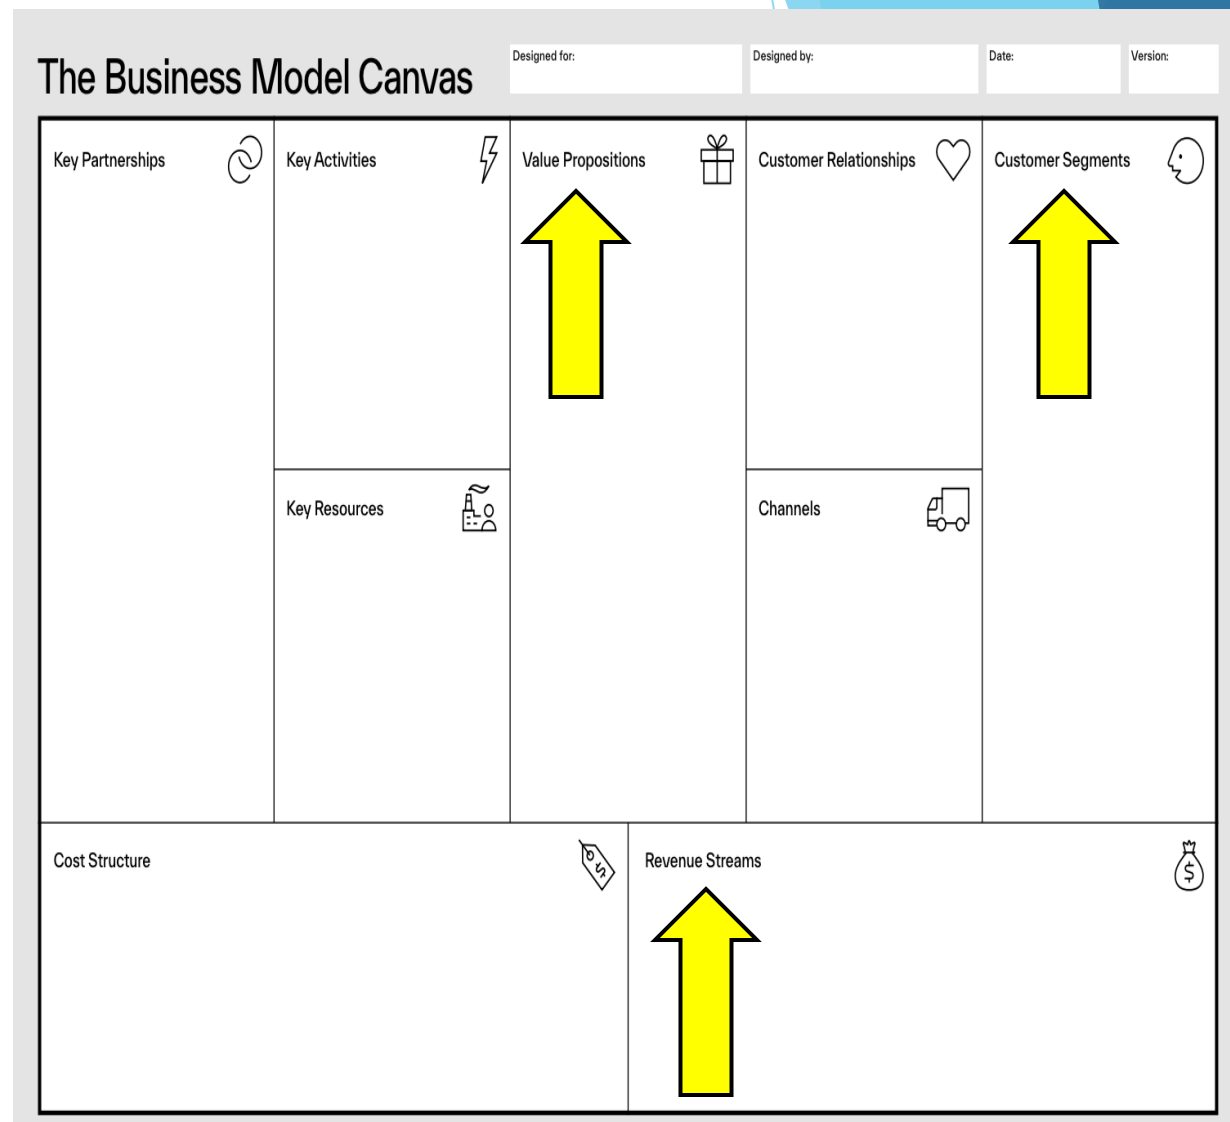 The Business Model Canvas
Designed for:
Designed by:
Date:
Version:
Key Partnerships
Key Activities
Value Propositions
Customer Relationships
Customer Segments
Key Resources
Channels
Cost Structure
$
Revenue Streams
$